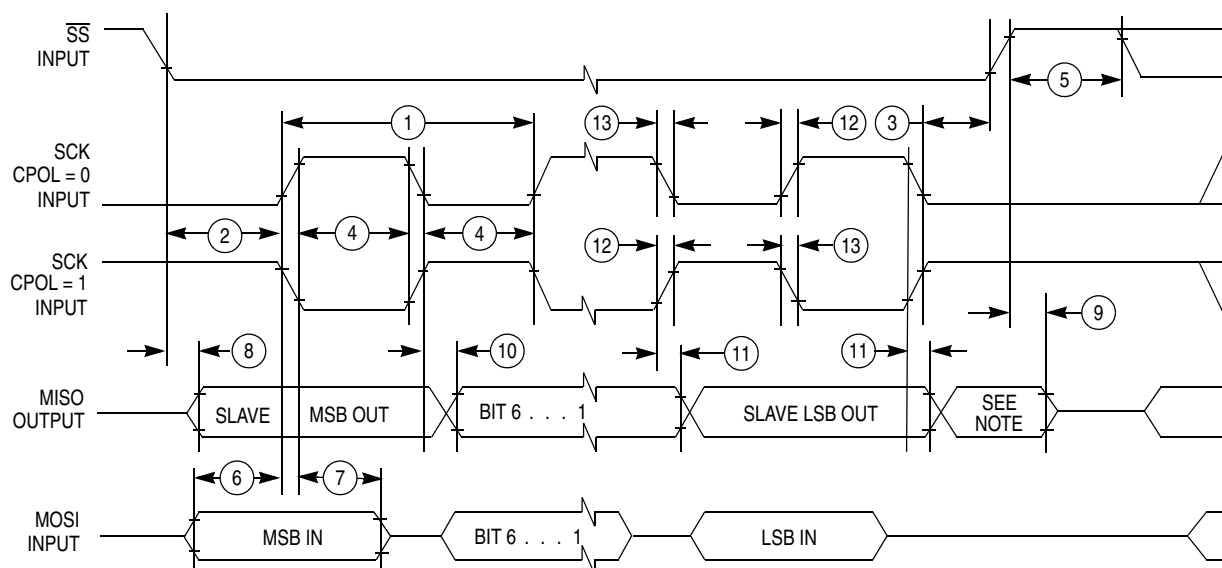 SS
INPUT
5
1
13
12
3
SCK
CPOL = 0
INPUT
2
4
4
12
13
SCK
CPOL = 1
INPUT
8
10
11
11
9
MISO
OUTPUT
SLAVE MSB OUT
BIT 6 . . . 1
SLAVE LSB OUT
SEE
NOTE
6
7
MOSI
INPUT
MSB IN
BIT 6 . . . 1
LSB IN